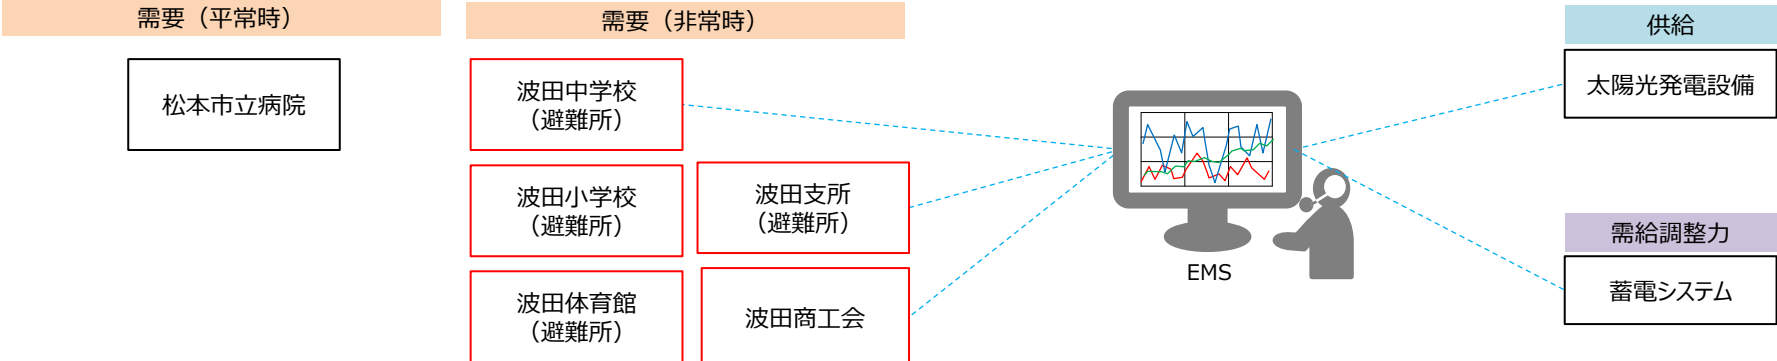 需要（平常時）
松本市立病院
需要（非常時）
波田中学校
（避難所）
波田小学校
（避難所）
波田支所
（避難所）
波田体育館
（避難所）
波田商工会
EMS
供給
太陽光発電設備
需給調整力
蓄電システム